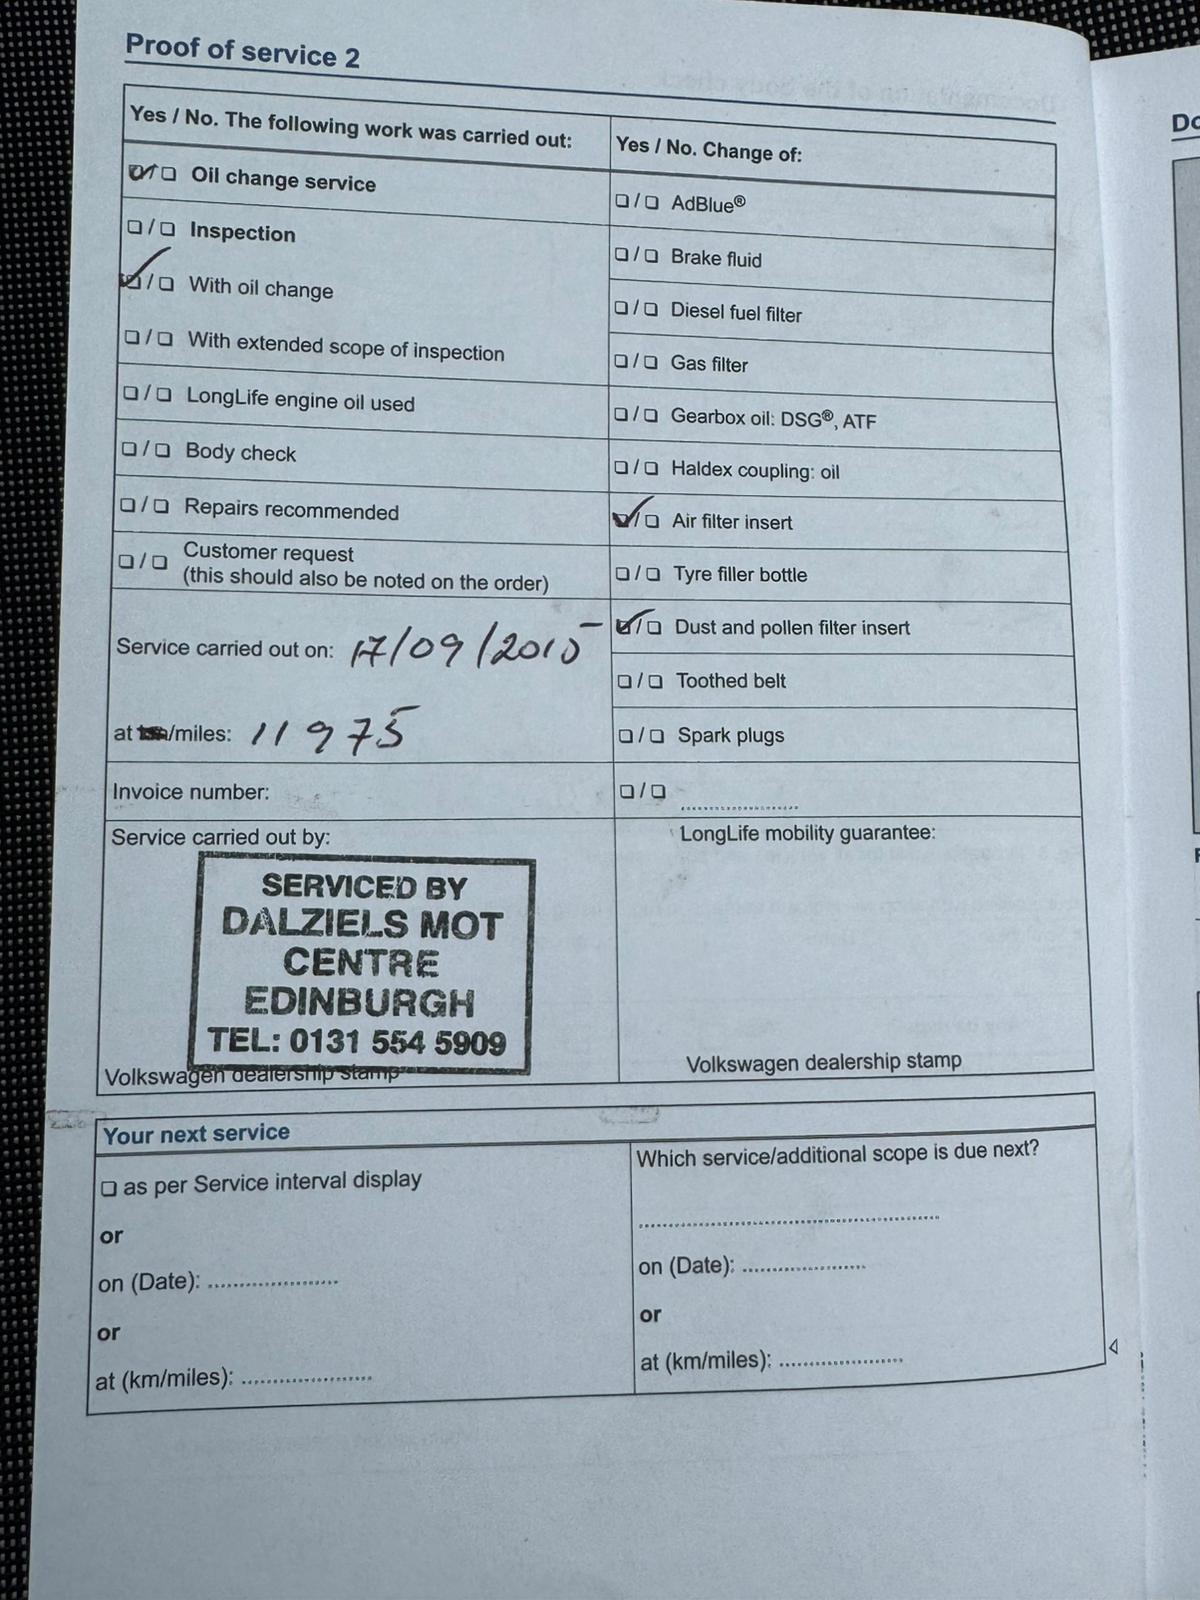 Proof of service 2
Yes / No. The following work was carried out:
☑/☐ Oil change service
☐/☐ Inspection
☑/☐ With oil change
☐/☐ With extended scope of inspection
☐/☐ LongLife engine oil used
☐/☐ Body check
☐/☐ Repairs recommended
☐/☐ Customer request
(this should also be noted on the order)
Service carried out on: 17/09/2015
at km/miles: 11975
Invoice number:
Service carried out by:
SERVICED BY
DALZIELS MOT
CENTRE
EDINBURGH
TEL: 0131 554 5909
Volkswagen dealership stamp
Yes / No. Change of:
☐/☐ AdBlue®
☐/☐ Brake fluid
☐/☐ Diesel fuel filter
☐/☐ Gas filter
☐/☐ Gearbox oil: DSG®, ATF
☐/☐ Haldex coupling: oil
☑/☐ Air filter insert
☐/☐ Tyre filler bottle
☑/☐ Dust and pollen filter insert
☐/☐ Toothed belt
☐/☐ Spark plugs
☐/☐ ....................
LongLife mobility guarantee:
Volkswagen dealership stamp
Your next service
☐ as per Service interval display
or
on (Date): ......................
or
at (km/miles): ......................
Which service/additional scope is due next?
..................................................
on (Date): .....................
or
at (km/miles): .....................